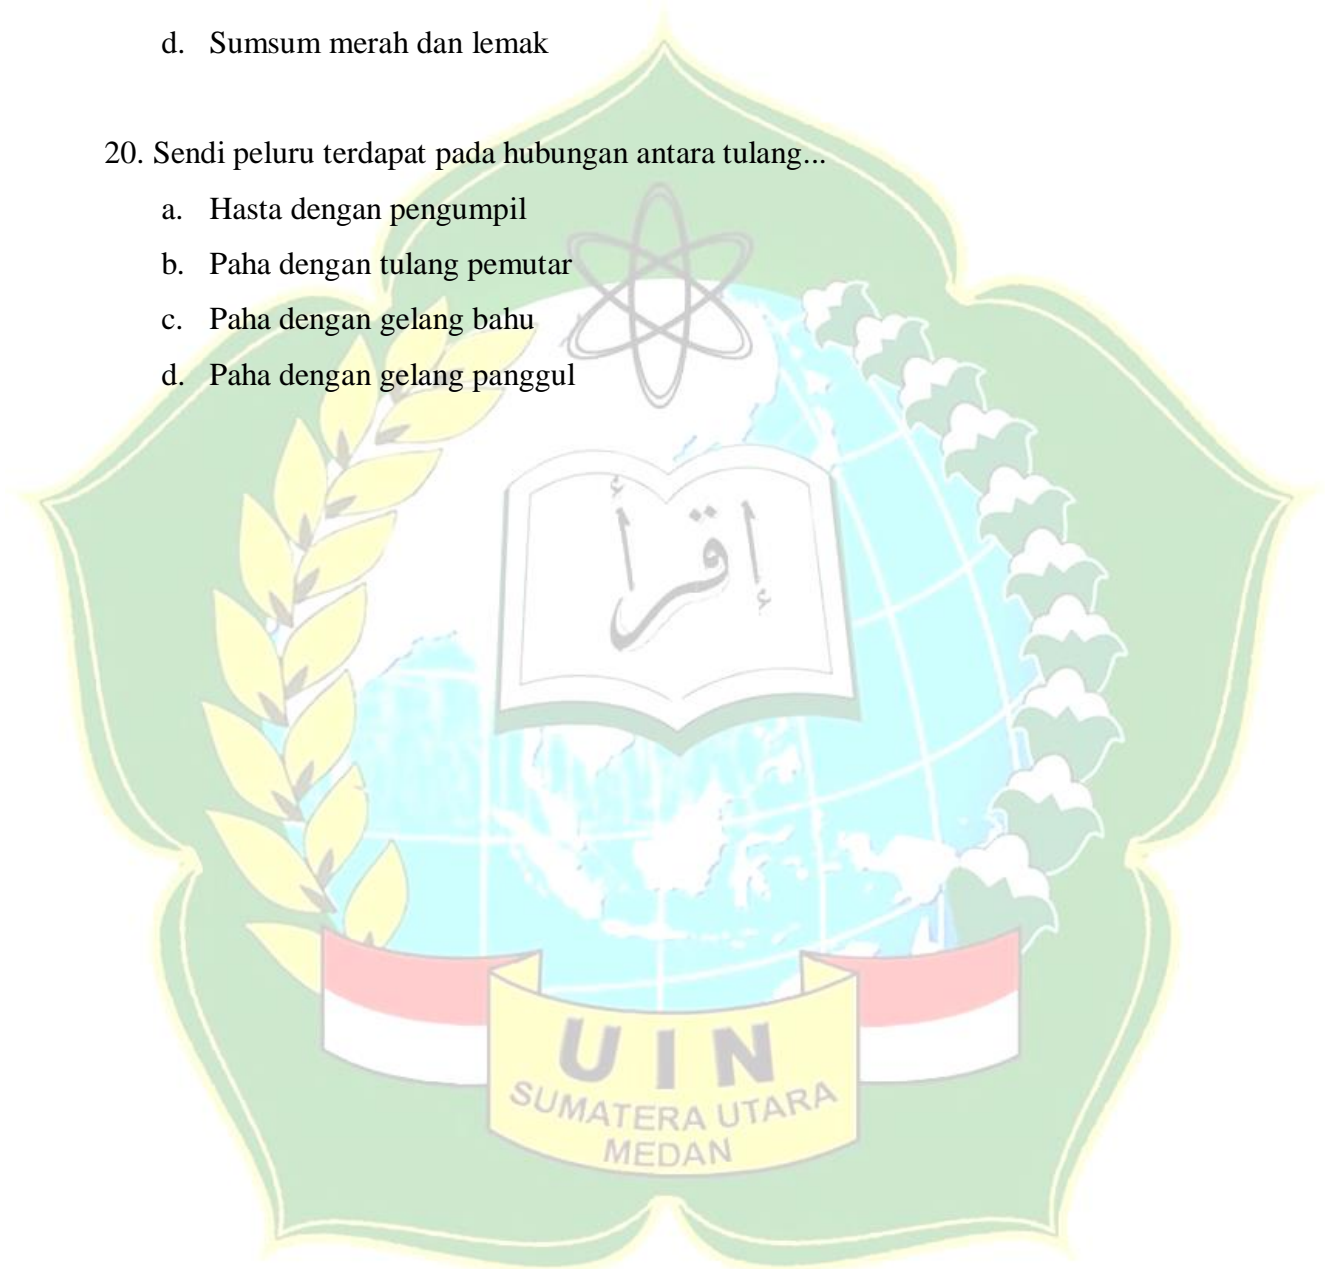 d. Sumsum merah dan lemak
20. Sendi peluru terdapat pada hubungan antara tulang...
a. Hasta dengan pengumpil
b. Paha dengan tulang pemutar
c. Paha dengan gelang bahu
d. Paha dengan gelang panggul
إقرأ
UIN
SUMATERA UTARA
MEDAN